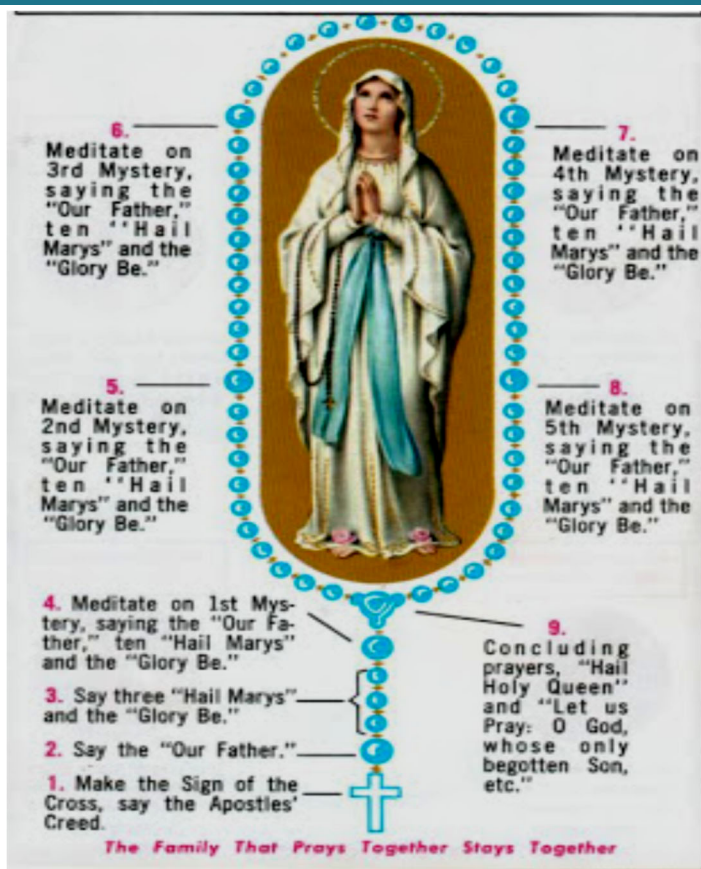 6.
Meditate on
3rd Mystery,
saying the
"Our Father,"
ten "Hail
Marys" and the
"Glory Be."
7.
Meditate on
4th Mystery,
saying the
"Our Father,"
ten "Hail
Marys" and the
"Glory Be."
5.
Meditate on
2nd Mystery,
saying the
"Our Father,"
ten "Hail
Marys" and the
"Glory Be."
8.
Meditate on
5th Mystery,
saying the
"Our Father,"
ten "Hail
Marys" and the
"Glory Be."
4. Meditate on 1st Mys-
tery, saying the "Our Fa-
ther," ten "Hail Marys"
and the "Glory Be."
3. Say three "Hail Marys"
and the "Glory Be."
2. Say the "Our Father."
1. Make the Sign of the
Cross, say the Apostles'
Creed.
9.
Concluding
prayers, "Hail
Holy Queen"
and "Let us
Pray: O God,
whose only
begotten Son,
etc."
The Family That Prays Together Stays Together